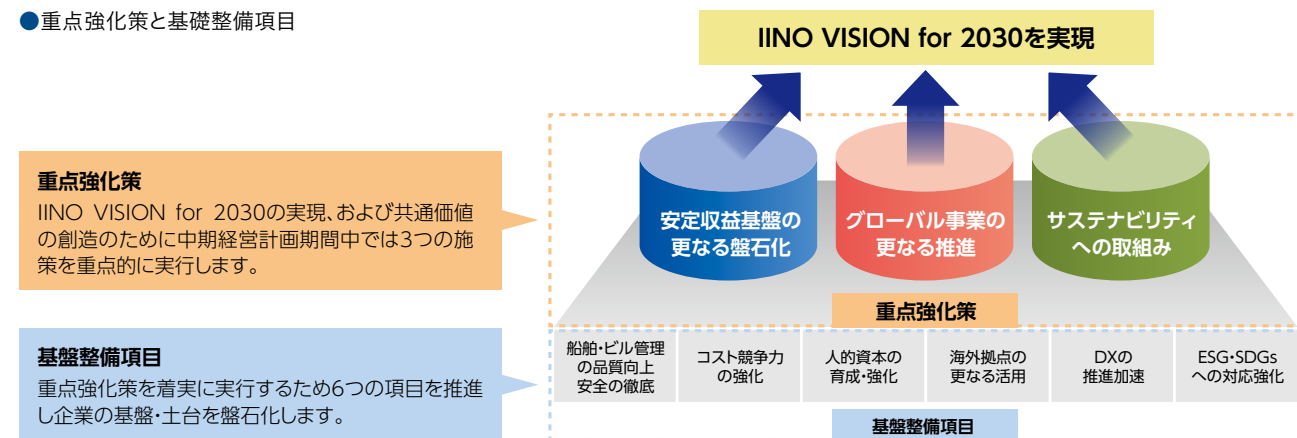 ●重点強化策と基礎整備項目
IINO VISION for 2030を実現
重点強化策
IINO VISION for 2030の実現、および共通価値
の創造のために中期経営計画期間中では3つの施
策を重点的に実行します。
安定収益基盤の
更なる盤石化
グローバル事業の
更なる推進
サステナビリティ
への取組み
重点強化策
基盤整備項目
重点強化策を着実に実行するため6つの項目を推進
し企業の基盤・土台を盤石化します。
船舶・ビル管理
の品質向上
安全の徹底
コスト競争力
の強化
人的資本の
育成・強化
海外拠点の
更なる活用
DXの
推進加速
ESG・SDGs
への対応強化
基盤整備項目